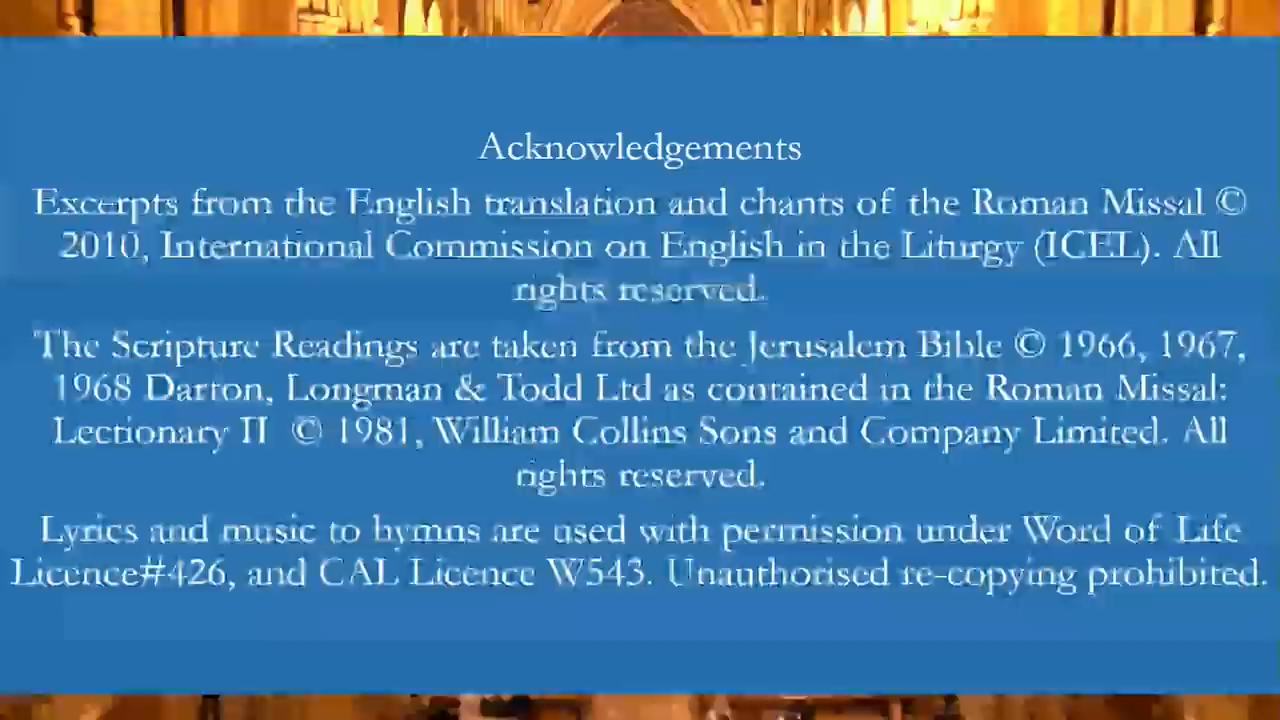 Acknowledgements
Excerpts from the English translation and chants of the Roman Missal ©
2010, International Commission on English in the Liturgy (ICEL). All
rights reserved.
The Scripture Readings are taken from the Jerusalem Bible © 1966, 1967,
1968 Darton, Longman & Todd Ltd as contained in the Roman Missal:
Lectionary II © 1981, William Collins Sons and Company Limited. All
rights reserved.
Lyrics and music to hymns are used with permission under Word of Life
Licence#426, and CAL Licence W543. Unauthorised re-copying prohibited.